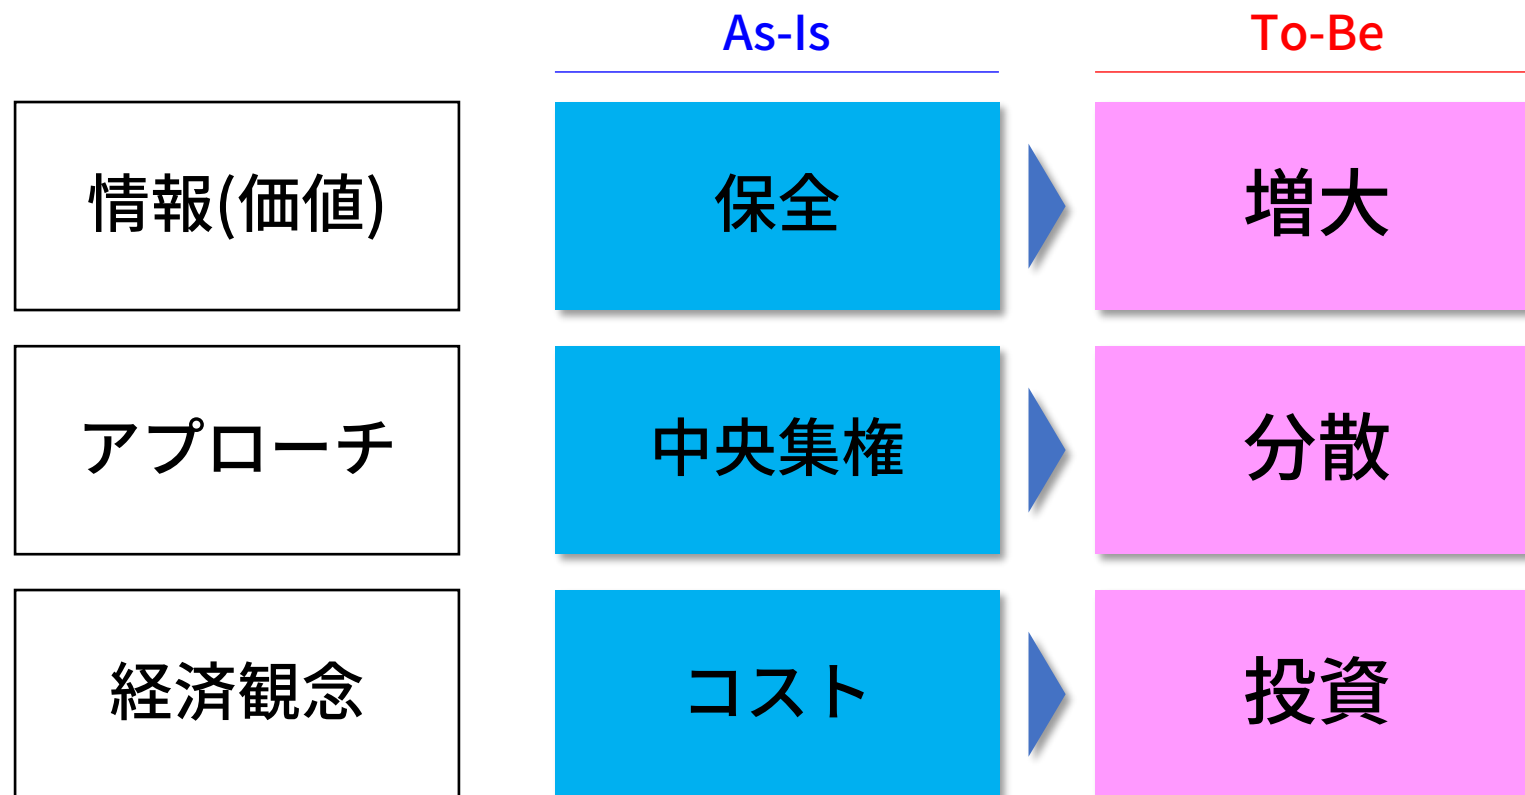 As-Is
To-Be
情報(価値)
保全
増大
アプローチ
中央集権
分散
経済観念
コスト
投資